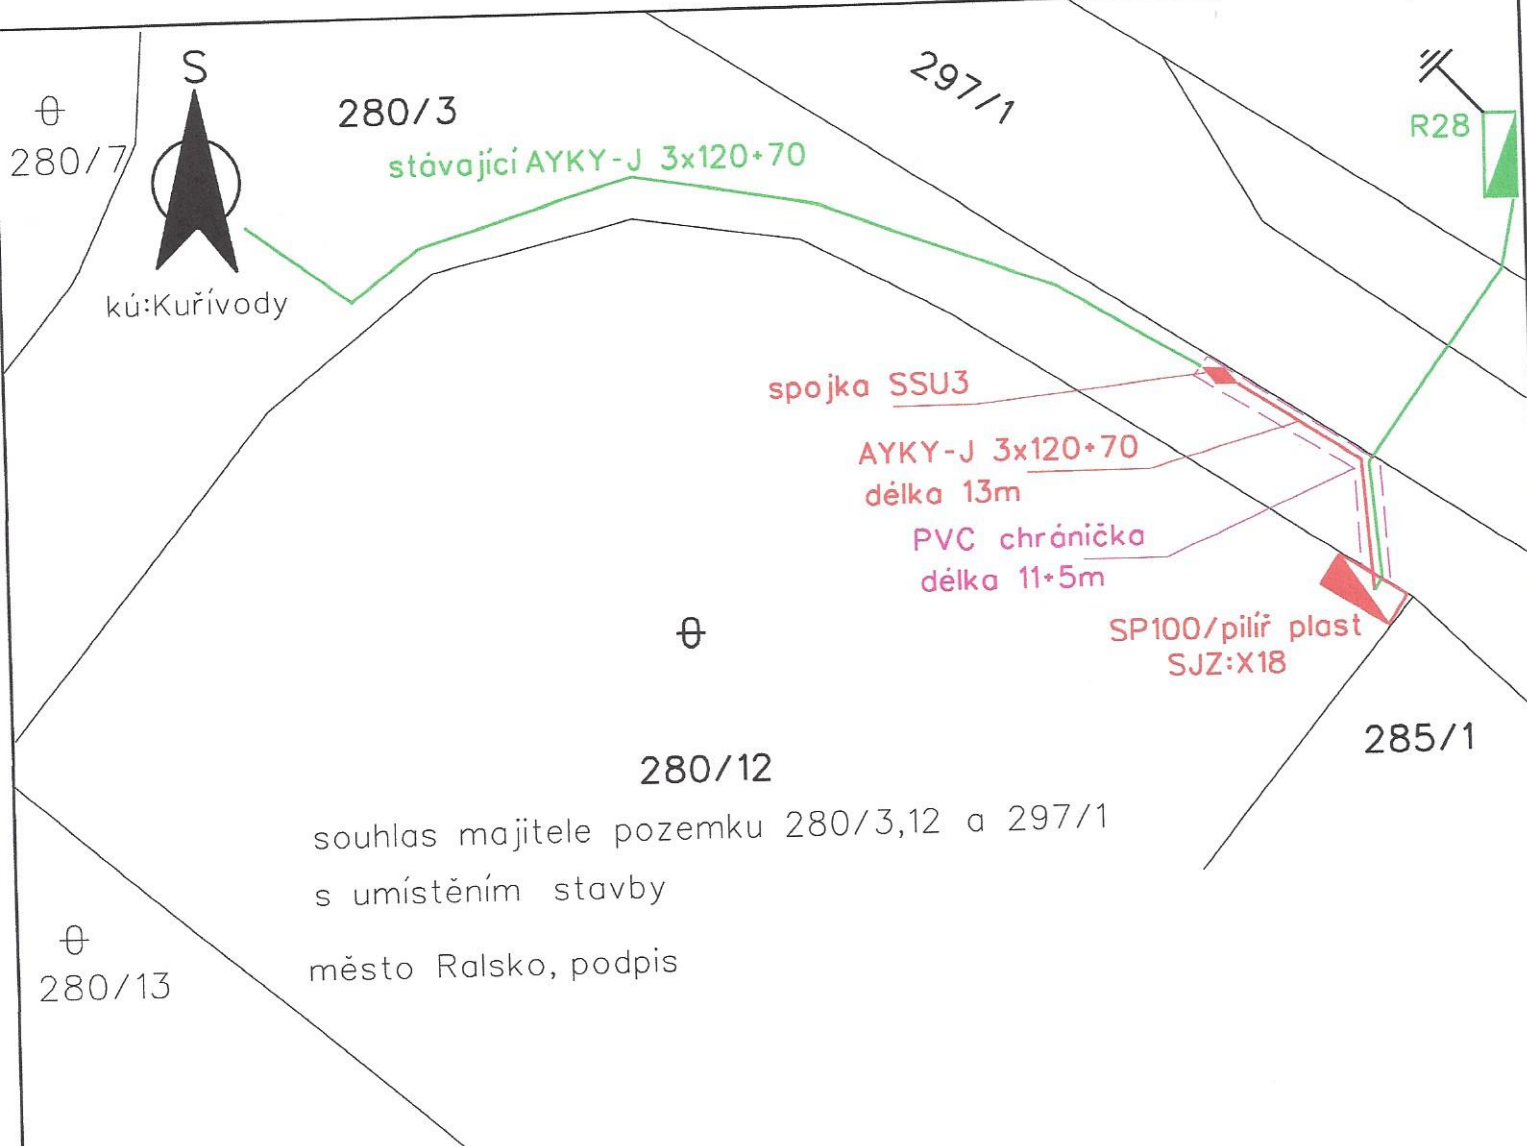 S
280/3
297/1
R28
280/7
stávající AYKY-J 3x120+70
kú:Kuřívody
spojka SSU3
AYKY-J 3x120+70
délka 13m
PVC chránička
délka 11+5m
SP100/pilíř plast
SJZ:X18
285/1
280/12
souhlas majitele pozemku 280/3,12 a 297/1
s umístěním stavby
město Ralsko, podpis
280/13